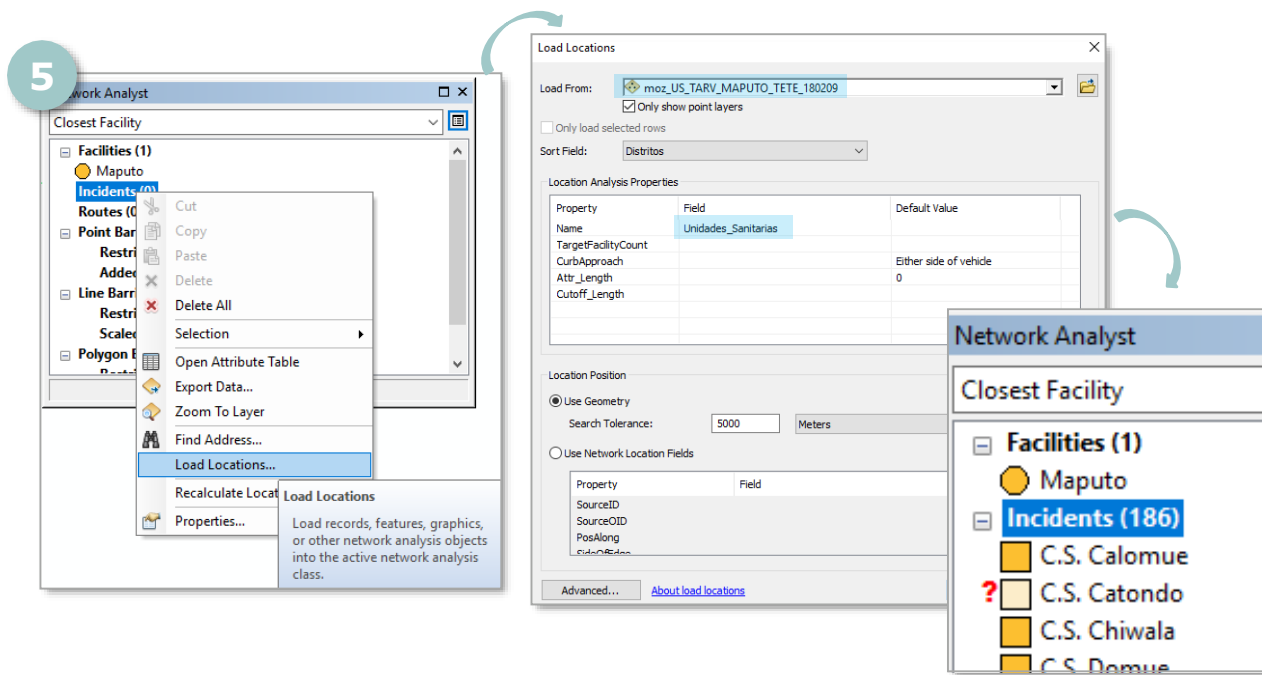 5
Network Analyst
Closest Facility
Facilities (1)
Maputo
Incidents (0)
Routes (0
Point Bar
Restri
Added
Line Barri
Restri
Scaled
Polygon B
Restri
Cut
Copy
Paste
Delete
Delete All
Selection
Open Attribute Table
Export Data...
Zoom To Layer
Find Address...
Load Locations...
Recalculate Locat
Properties...
Load Locations
Load records, features, graphics,
or other network analysis objects
into the active network analysis
class.
Load Locations
Load From: moz_US_TARV_MAPUTO_TETE_180209
Only show point layers
Only load selected rows
Sort Field: Distritos
Location Analysis Properties
Property Field Default Value
Name Unidades_Sanitarias
TargetFacilityCount
CurbApproach Either side of vehicle
Attr_Length 0
Cutoff_Length
Location Position
Use Geometry
Search Tolerance: 5000 Meters
Use Network Location Fields
Property Field
SourceID
SourceOID
PosAlong
SideOfEdge
Advanced... About load locations
Network Analyst
Closest Facility
Facilities (1)
Maputo
Incidents (186)
C.S. Calomue
? C.S. Catondo
C.S. Chiwala
C.S. Domue